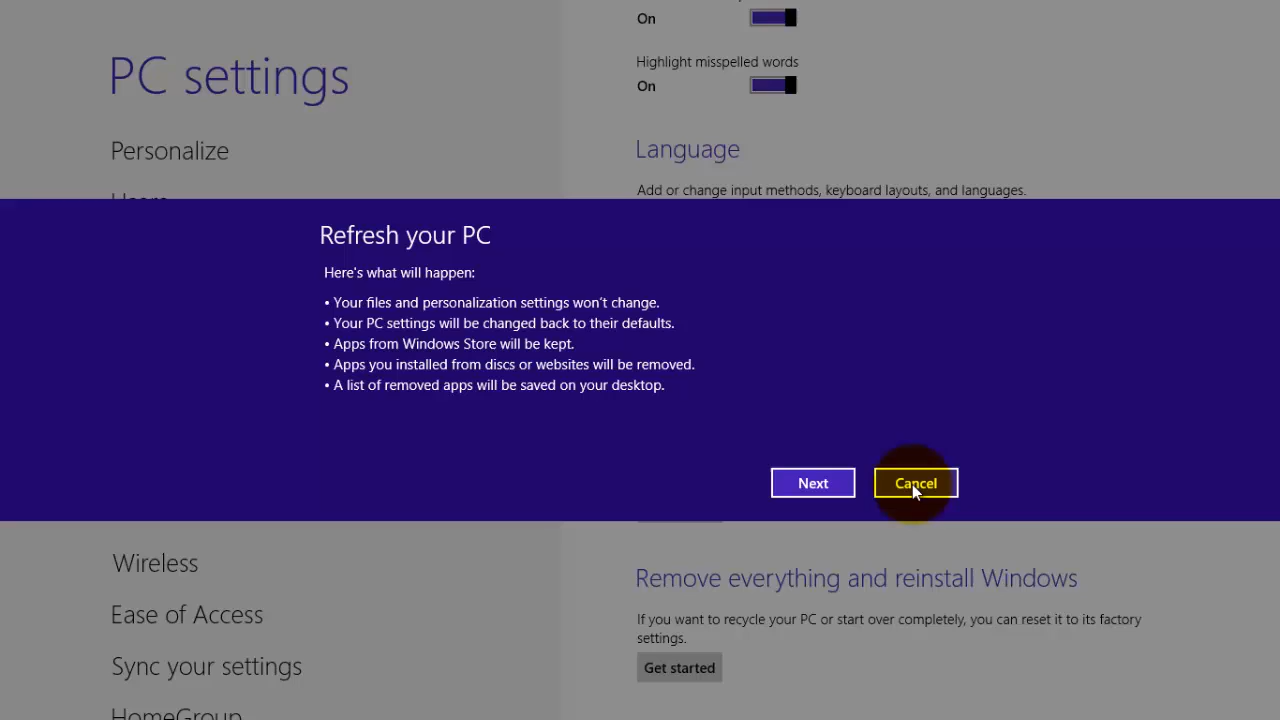 On
PC settings
Highlight misspelled words
On
Personalize
Language
Add or change input methods, keyboard layouts, and languages.
Users
Refresh your PC
Here's what will happen:
• Your files and personalization settings won't change.
• Your PC settings will be changed back to their defaults.
• Apps from Windows Store will be kept.
• Apps you installed from discs or websites will be removed.
• A list of removed apps will be saved on your desktop.
Next
Cancel
Wireless
Ease of Access
Sync your settings
HomeGroup
Remove everything and reinstall Windows
If you want to recycle your PC or start over completely, you can reset it to its factory
settings.
Get started